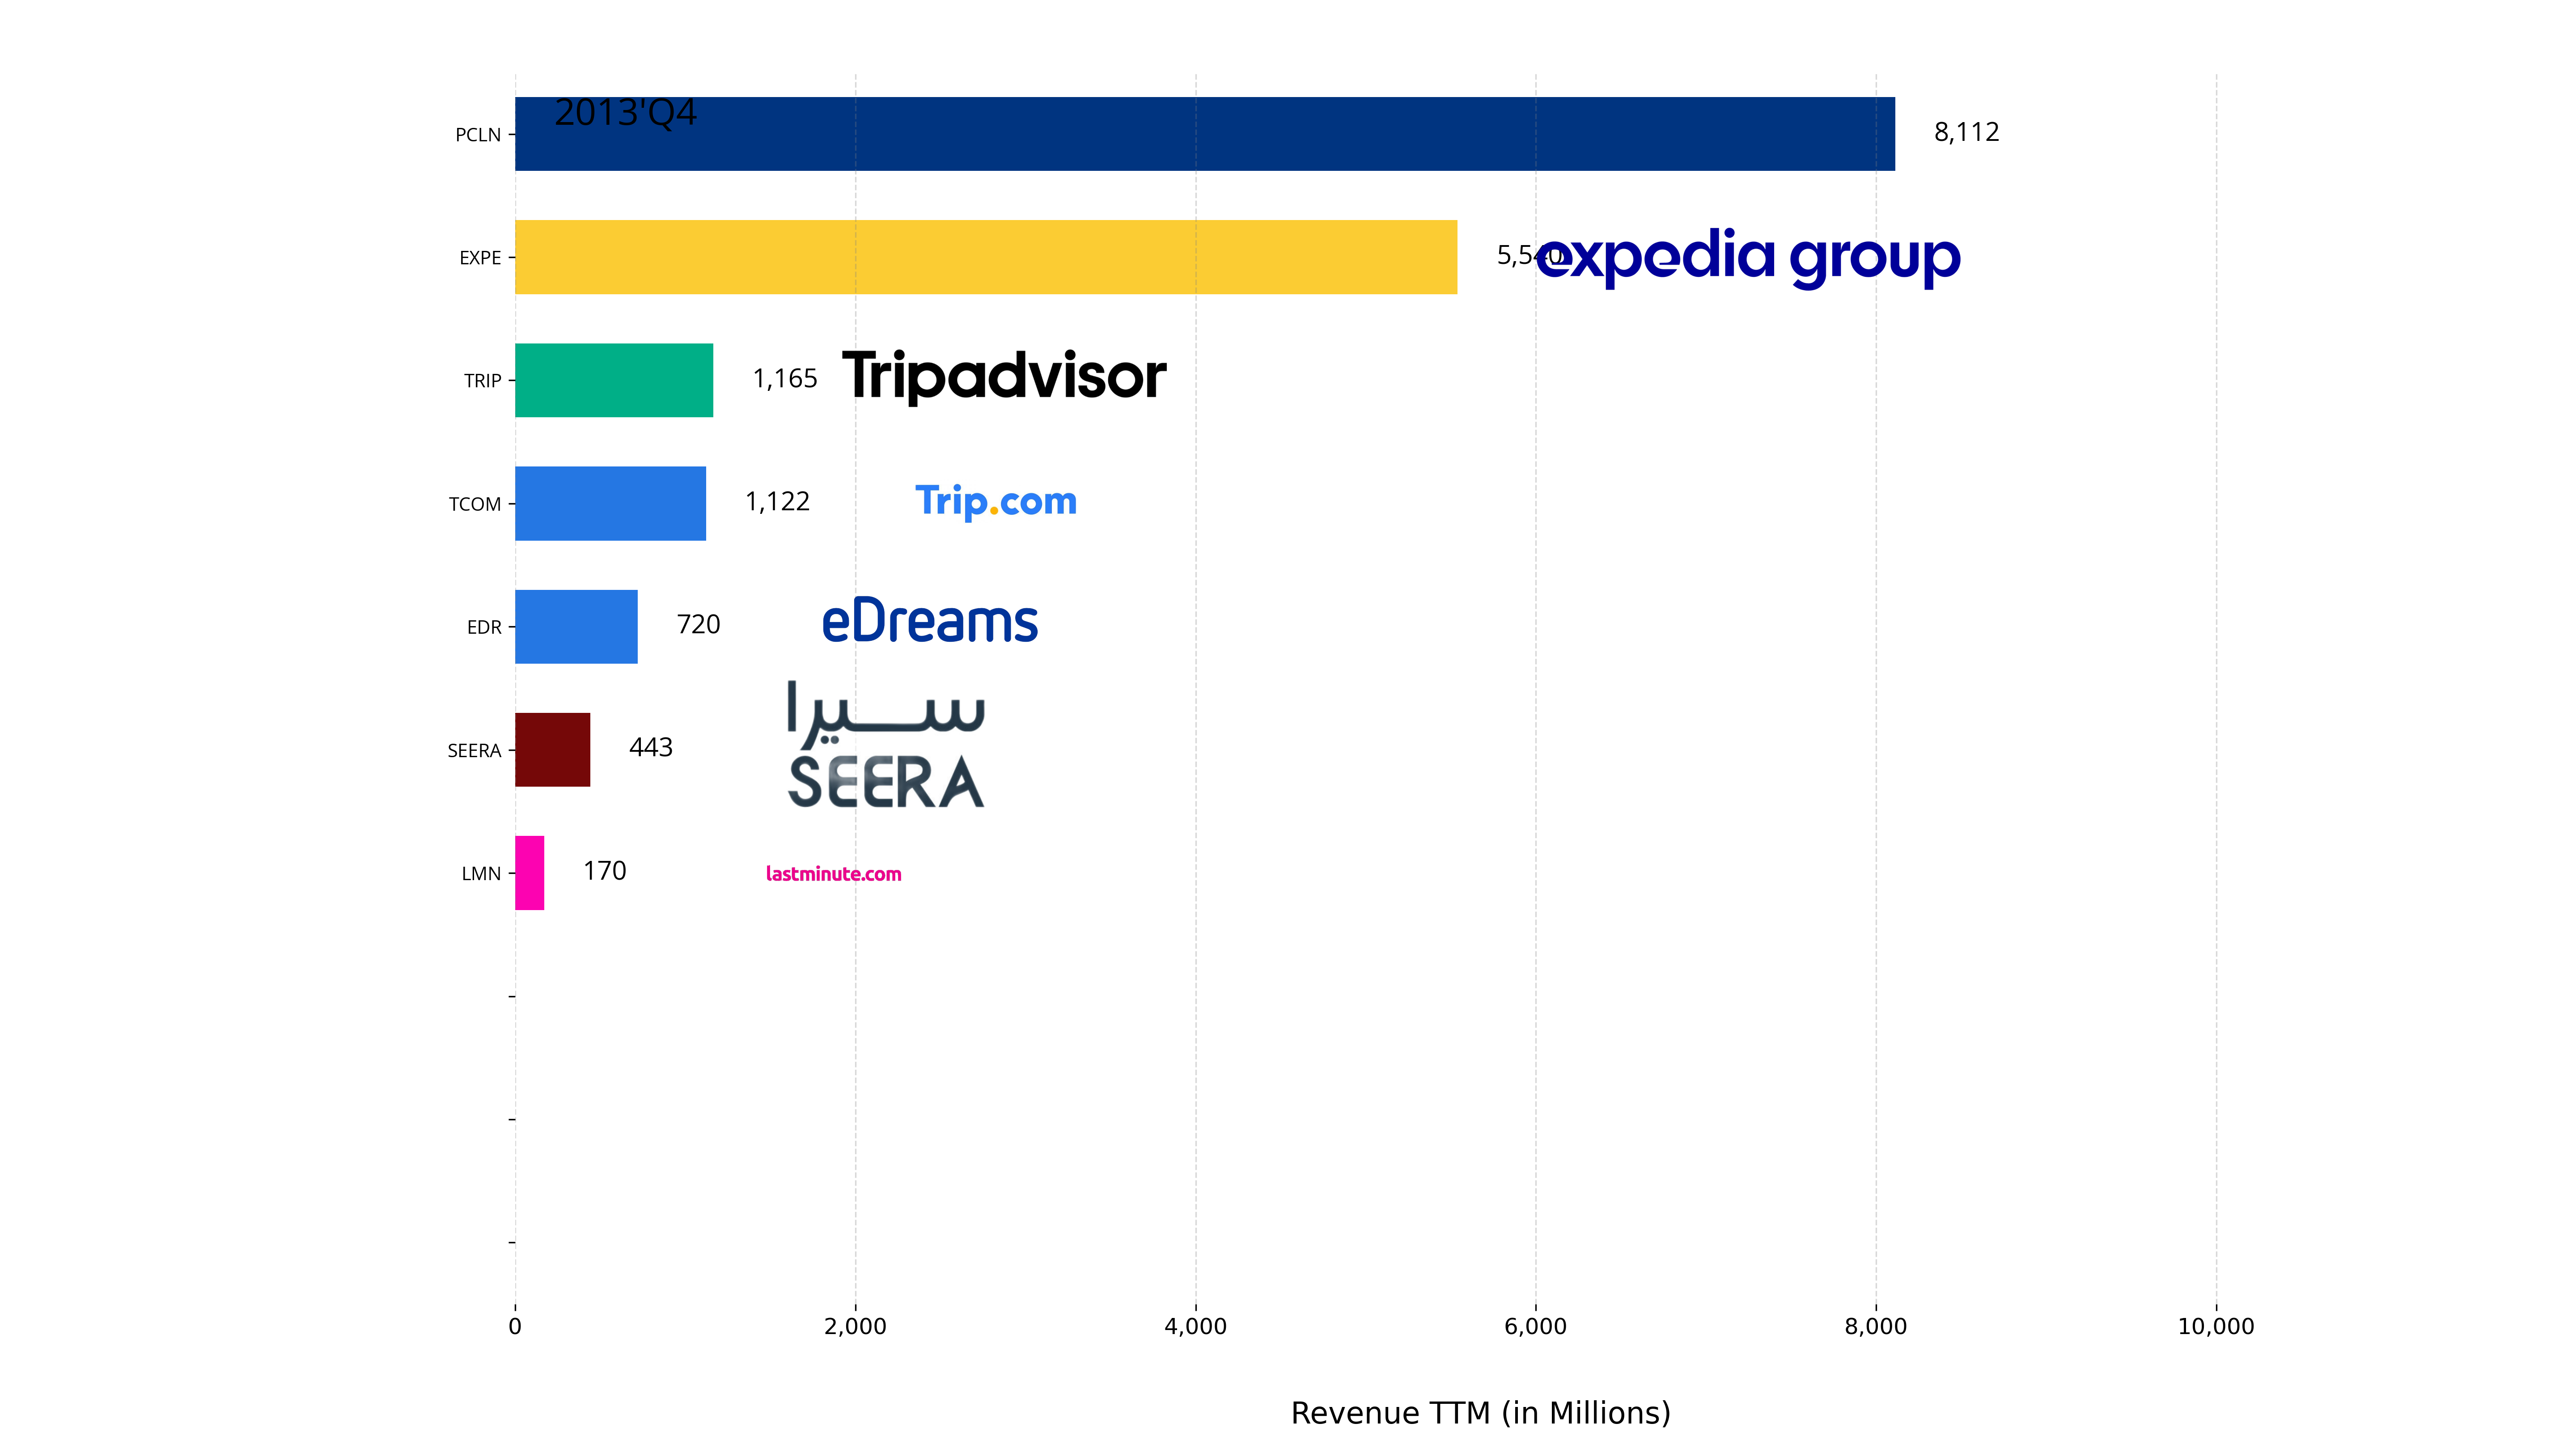 2013'Q4
PCLN 8,112
EXPE 5,540 expedia group
TRIP 1,165 Tripadvisor
TCOM 1,122 Trip.com
EDR 720 eDreams
سيرا
SEERA 443 SEERA
LMN 170 lastminute.com
0 2,000 4,000 6,000 8,000 10,000
Revenue TTM (in Millions)